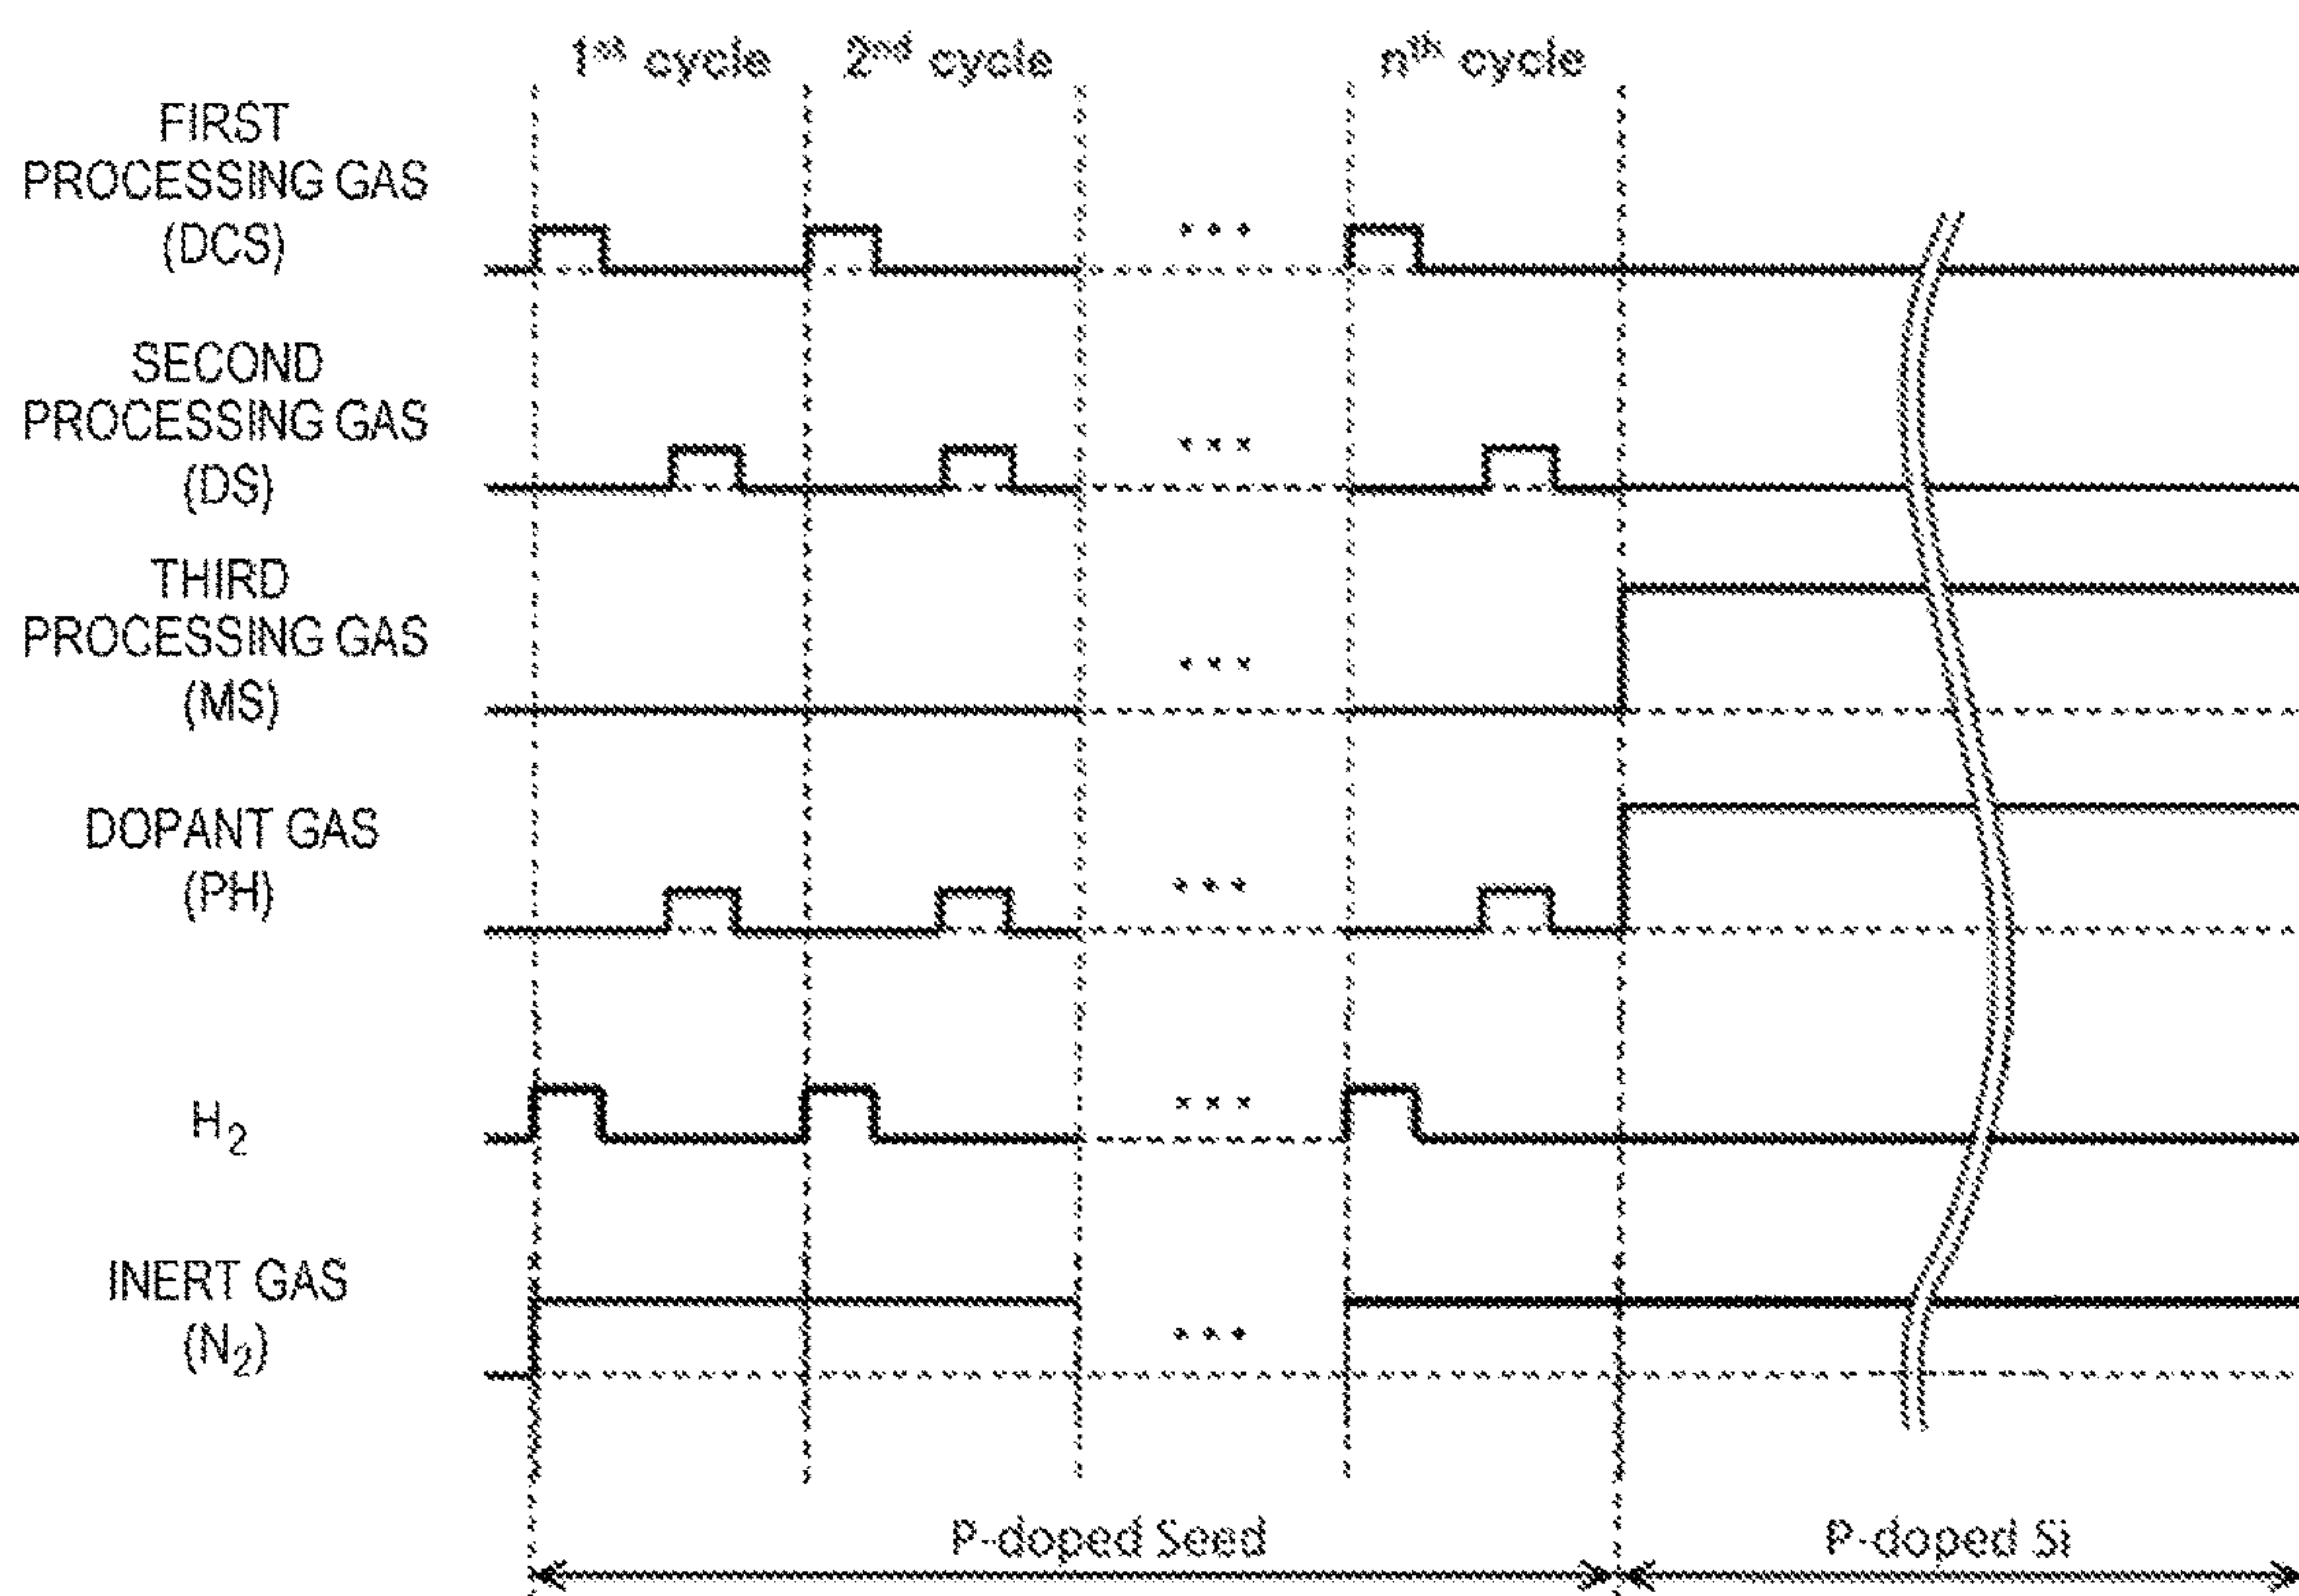 1st cycle 2nd cycle nth cycle
FIRST
PROCESSING GAS
(DCS)
SECOND
PROCESSING GAS
(DS)
THIRD
PROCESSING GAS
(MS)
DOPANT GAS
(PH)
H2
INERT GAS
(N2)
P-doped Seed P-doped Si